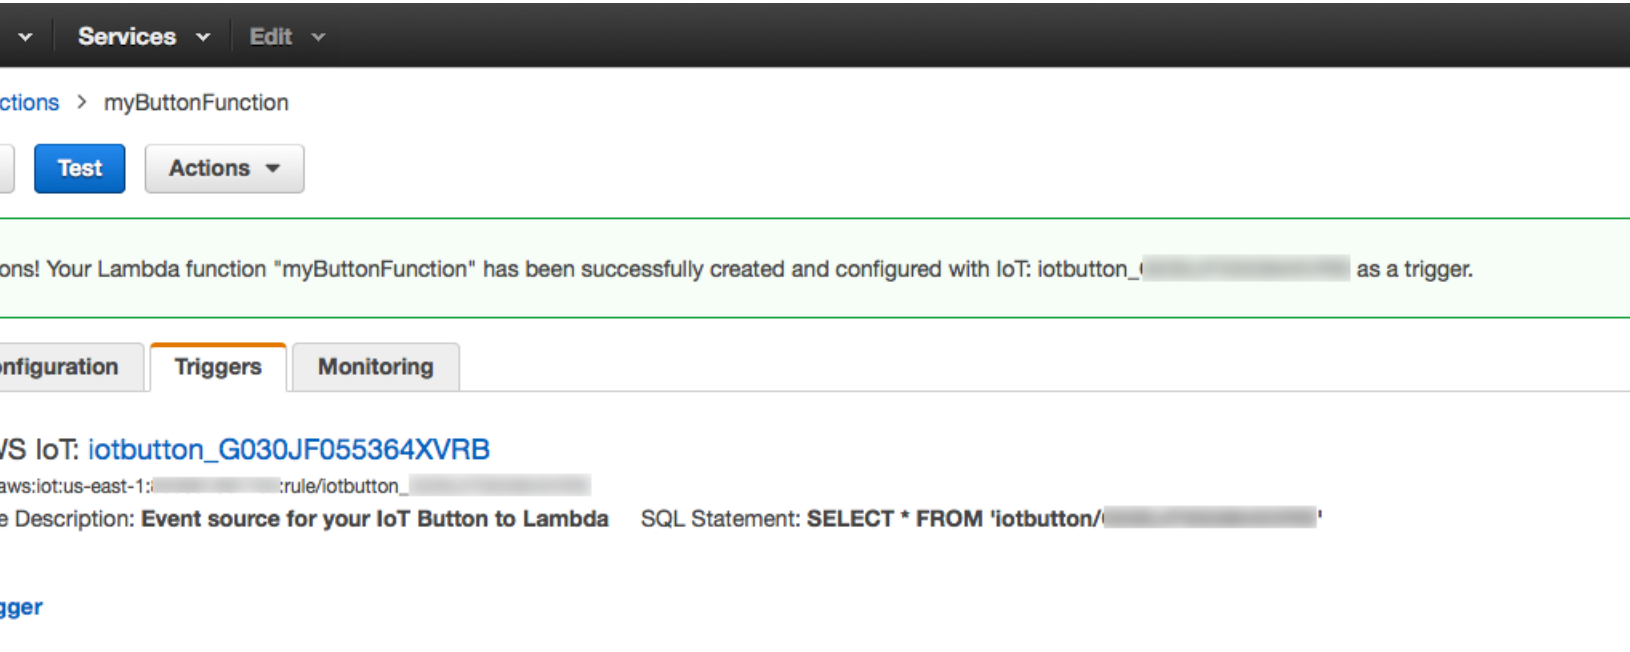 Services Edit
ctions > myButtonFunction
Test Actions
ons! Your Lambda function "myButtonFunction" has been successfully created and configured with IoT: iotbutton_ as a trigger.
onfiguration Triggers Monitoring
WS IoT: iotbutton_G030JF055364XVRB
aws:iot:us-east-1: :rule/iotbutton_
e Description: Event source for your IoT Button to Lambda SQL Statement: SELECT * FROM 'iotbutton/ '
gger